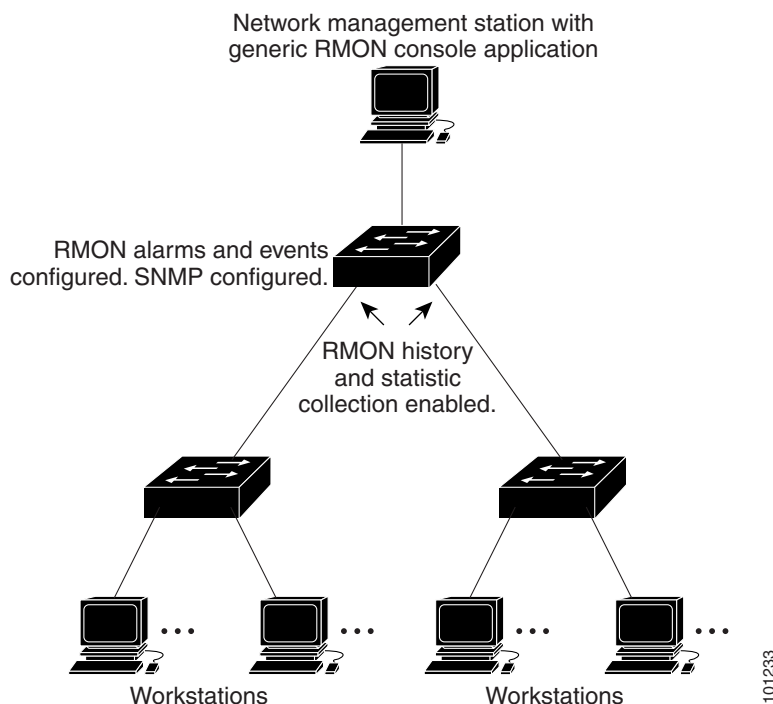 Network management station with
generic RMON console application
RMON alarms and events
configured. SNMP configured.
RMON history
and statistic
collection enabled.
Workstations
Workstations
101233